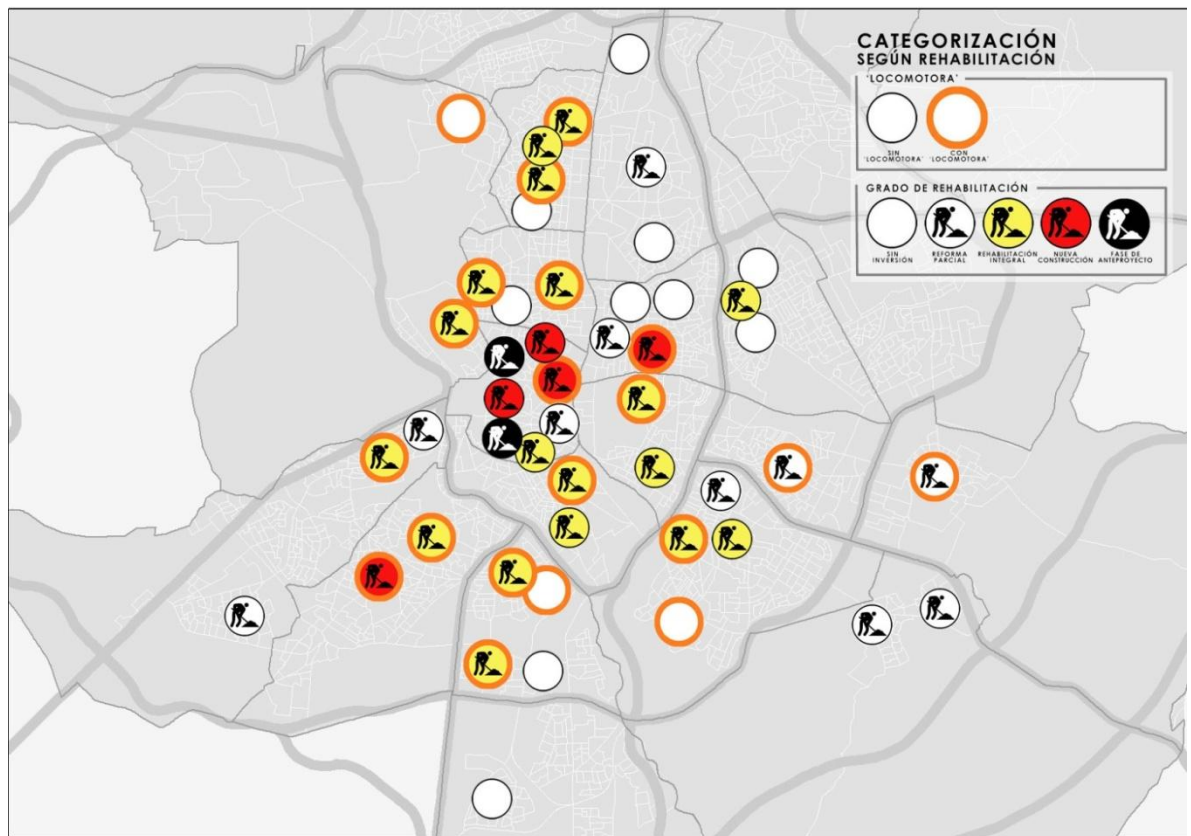 CATEGORIZACIÓN
SEGÚN REHABILITACIÓN
'LOCOMOTORA'
SIN
'LOCOMOTORA'
CON
'LOCOMOTORA'
GRADO DE REHABILITACIÓN
SIN
INVERSIÓN
REFORMA
PARCIAL
REHABILITACIÓN
INTEGRAL
NUEVA
CONSTRUCCIÓN
FASE DE
ANTEPROYECTO